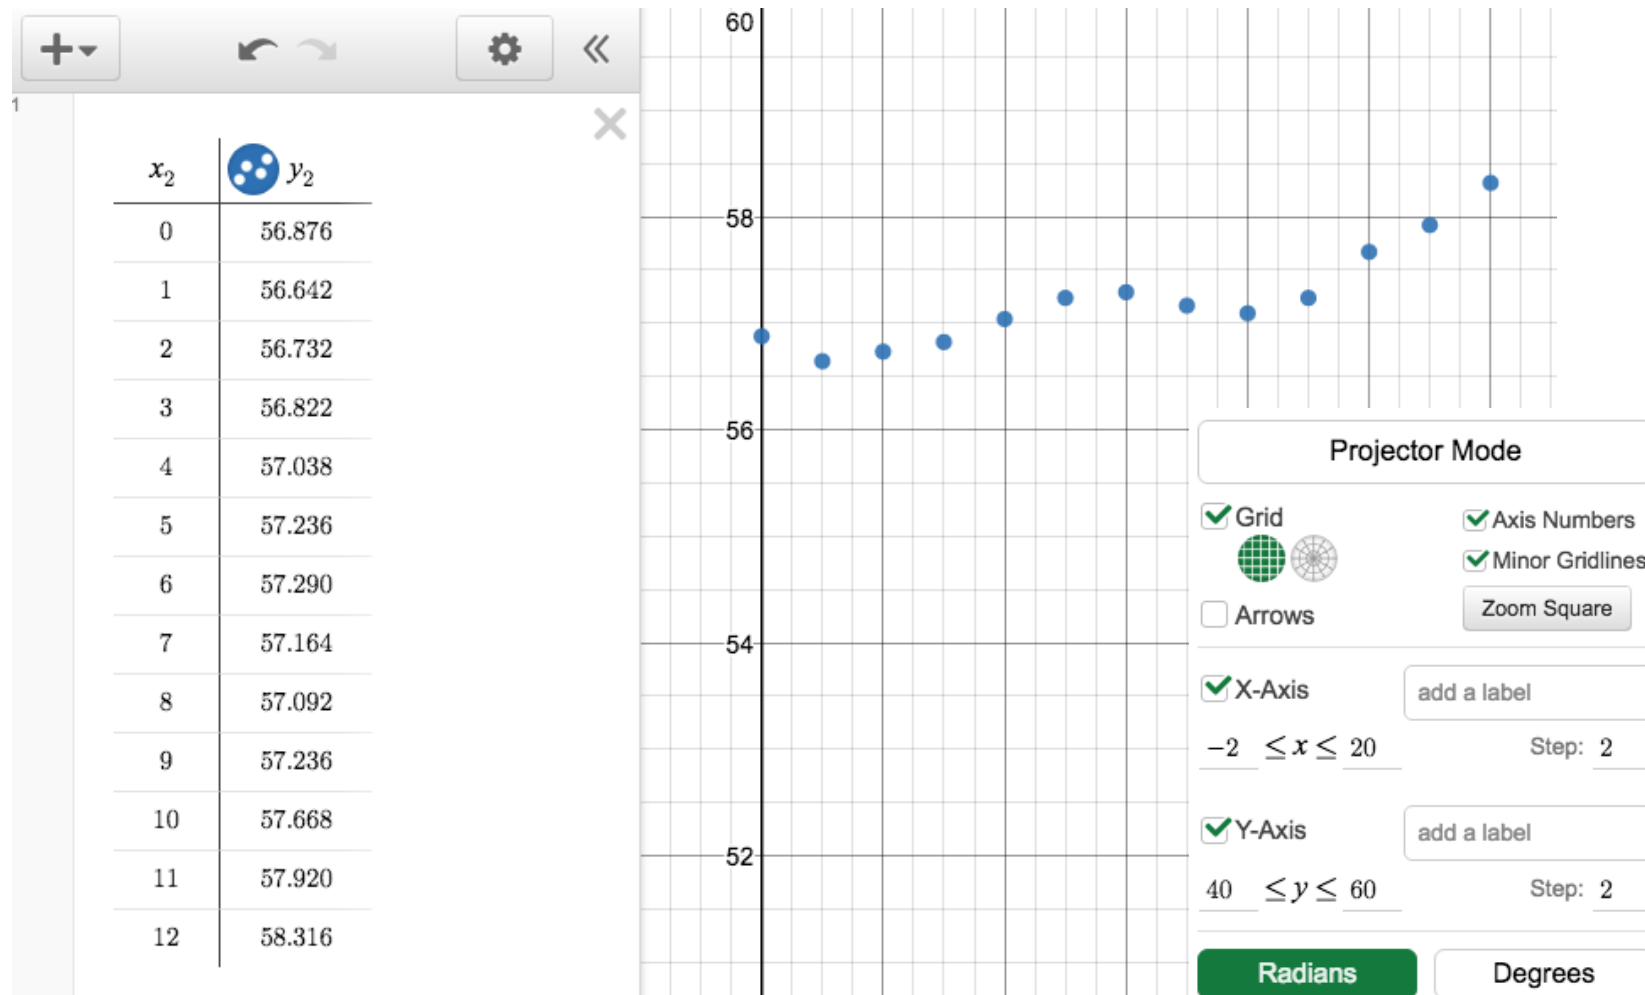 1
x₂ y₂
0 56.876
1 56.642
2 56.732
3 56.822
4 57.038
5 57.236
6 57.290
7 57.164
8 57.092
9 57.236
10 57.668
11 57.920
12 58.316
60
58
56
54
52
Projector Mode
Grid Axis Numbers
Minor Gridlines
Arrows Zoom Square
X-Axis add a label
−2 ≤ x ≤ 20 Step: 2
Y-Axis add a label
40 ≤ y ≤ 60 Step: 2
Radians Degrees